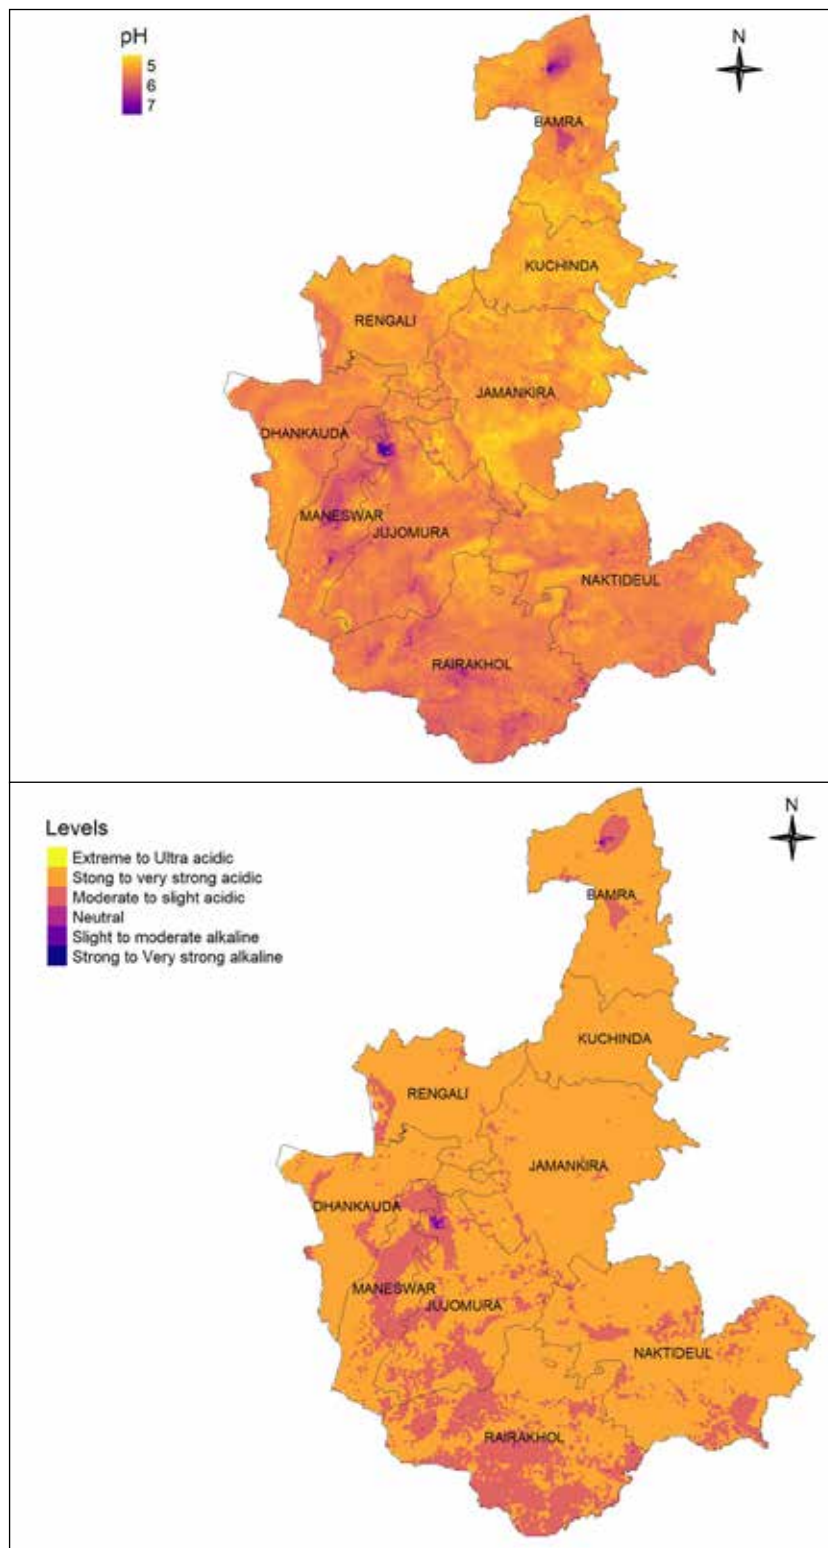 pH
5
6
7
N
BAMRA
KUCHINDA
RENGALI
JAMANKIRA
DHANKAUDA
MANESWAR
JUJOMURA
NAKTIDEUL
RAIRAKHOL
Levels
Extreme to Ultra acidic
Stong to very strong acidic
Moderate to slight acidic
Neutral
Slight to moderate alkaline
Strong to Very strong alkaline
N
BAMRA
KUCHINDA
RENGALI
JAMANKIRA
DHANKAUDA
MANESWAR
JUJOMURA
NAKTIDEUL
RAIRAKHOL